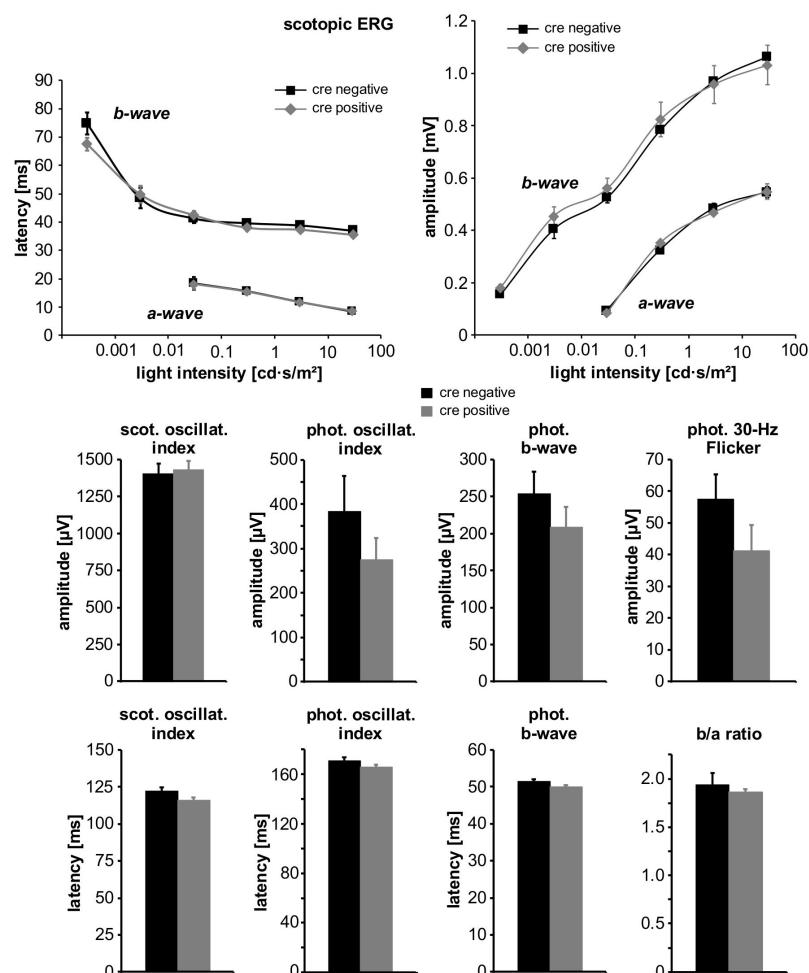 scotopic ERG
cre negative
cre positive
b-wave
a-wave
latency [ms]
90
80
70
60
50
40
30
20
10
0
0.001
0.01
0.1
1
10
100
light intensity [cd·s/m²]
cre negative
cre positive
b-wave
a-wave
amplitude [mV]
1.2
1.0
0.8
0.6
0.4
0.2
0
0.001
0.01
0.1
1
10
100
light intensity [cd·s/m²]
cre negative
cre positive
scot. oscillat.
index
amplitude [µV]
1500
1250
1000
750
500
250
0
phot. oscillat.
index
amplitude [µV]
500
400
300
200
100
0
phot.
b-wave
amplitude [µV]
300
250
200
150
100
50
0
phot. 30-Hz
Flicker
amplitude [µV]
70
60
50
40
30
20
10
0
scot. oscillat.
index
latency [ms]
150
125
100
75
50
25
0
phot. oscillat.
index
latency [ms]
160
120
80
40
0
phot.
b-wave
latency [ms]
60
50
40
30
20
10
0
b/a ratio
2.0
1.5
1.0
0.5
0